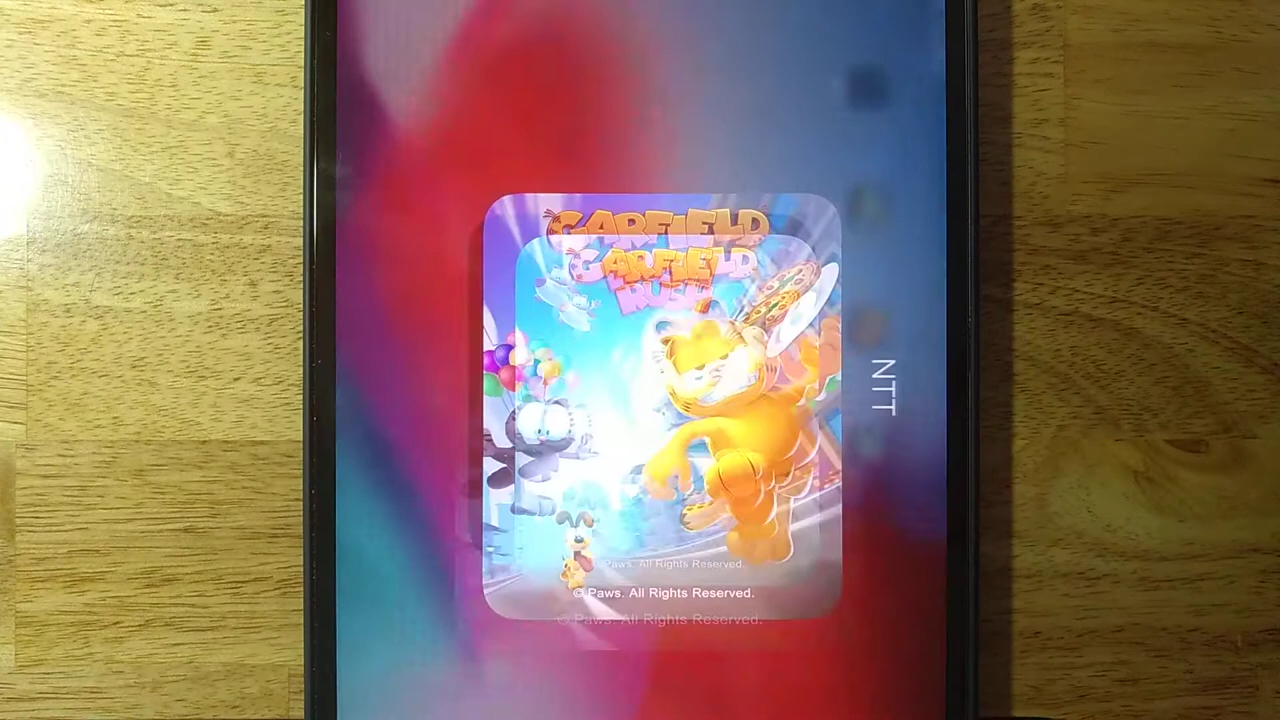 GARFIELD
GARFIELD
RUSH
NTT
© Paws. All Rights Reserved.
© Paws. All Rights Reserved.
© Paws. All Rights Reserved.